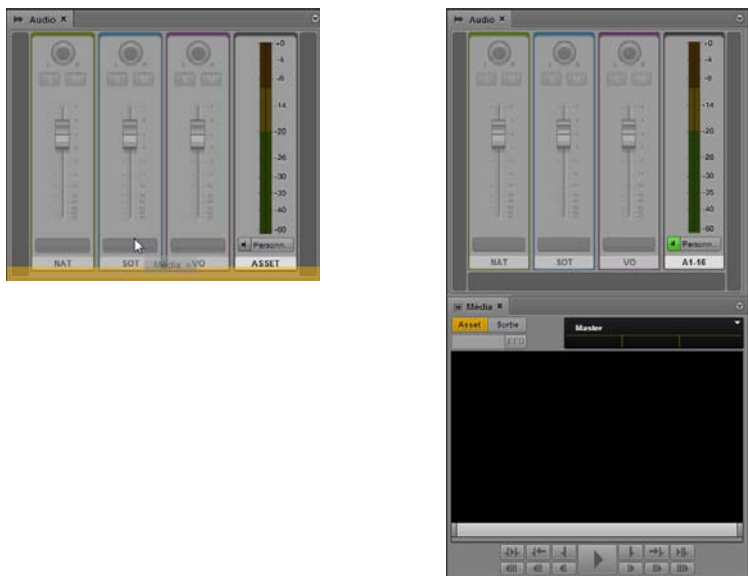 Audio ×
L R
L R
L R
-0
-4
-8
-14
-20
-26
-30
-35
-40
-60
Personn...
NAT
SOT
Média
VO
ASSET
Audio ×
L R
L R
L R
-0
-4
-8
-14
-20
-26
-30
-35
-40
-60
Personn...
NAT
SOT
VO
A1-16
Média ×
Asset
Sortie
Master